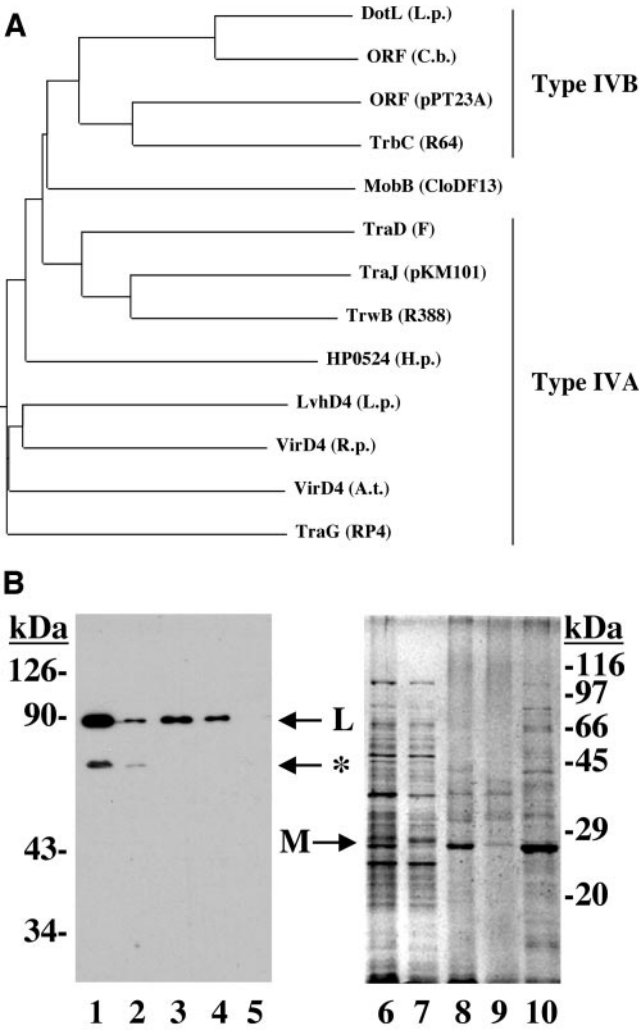 A
DotL (L.p.)
ORF (C.b.)
ORF (pPT23A)
TrbC (R64)
Type IVB
MobB (CloDF13)
TraD (F)
TraJ (pKM101)
TrwB (R388)
HP0524 (H.p.)
LvhD4 (L.p.)
VirD4 (R.p.)
VirD4 (A.t.)
TraG (RP4)
Type IVA
B
kDa
126-
90-
43-
34-
L
*
M
kDa
-116
-97
-66
-45
-29
-20
1 2 3 4 5
6 7 8 9 10